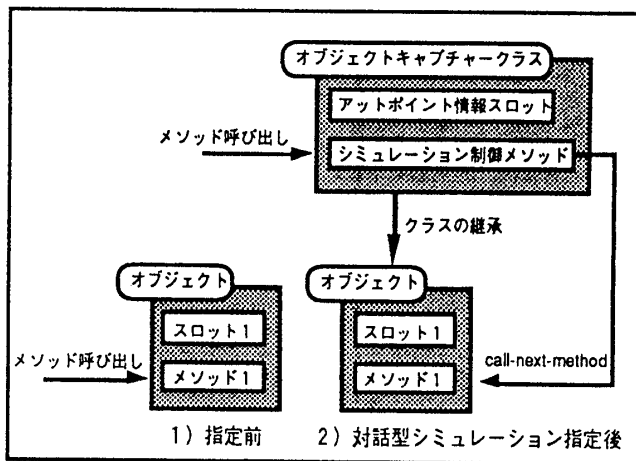 オブジェクトキャプチャークラス
アットポイント情報スロット
メソッド呼び出し
シミュレーション制御メソッド
クラスの継承
オブジェクト
オブジェクト
スロット1
スロット1
メソッド呼び出し
メソッド1
メソッド1
call-next-method
1) 指定前
2) 対話型シミュレーション指定後